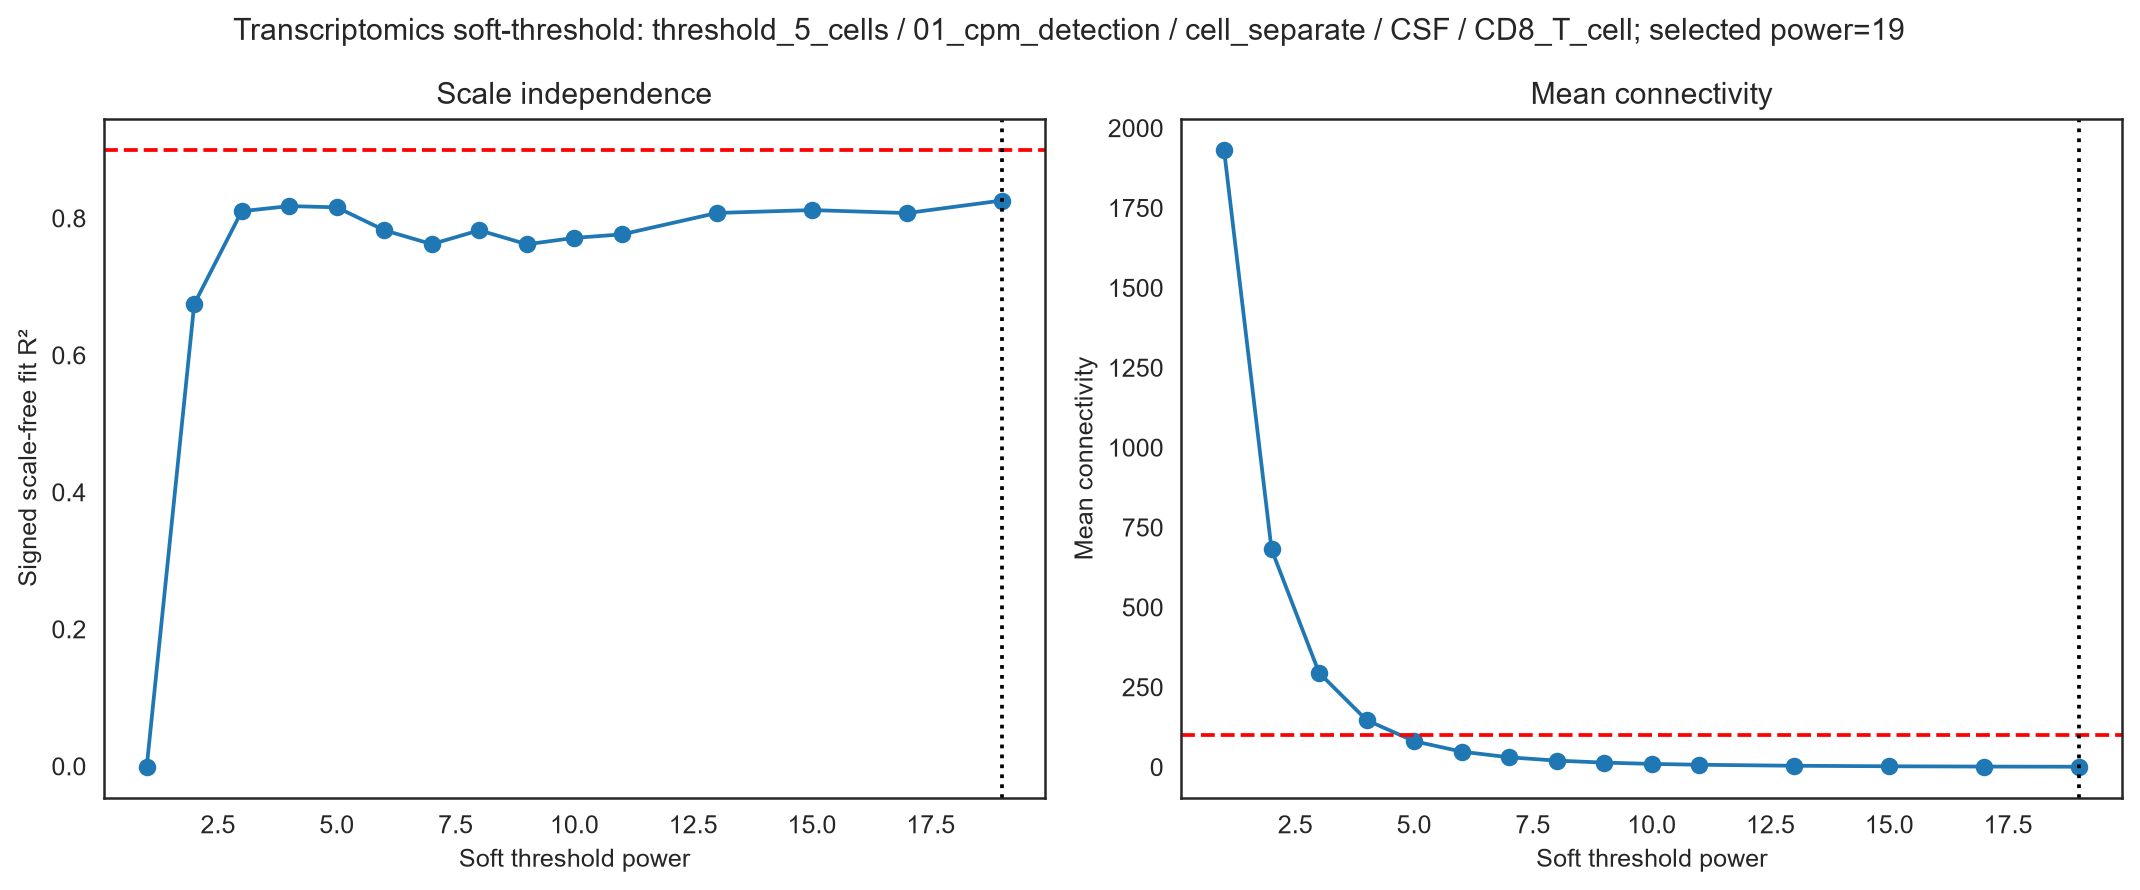 Transcriptomics soft-threshold: threshold_5_cells / 01_cpm_detection / cell_separate / CSF / CD8_T_cell; selected power=19
Scale independence
Signed scale-free fit R²
0.8
0.6
0.4
0.2
0.0
2.5 5.0 7.5 10.0 12.5 15.0 17.5
Soft threshold power
Mean connectivity
Mean connectivity
2000
1750
1500
1250
1000
750
500
250
0
2.5 5.0 7.5 10.0 12.5 15.0 17.5
Soft threshold power